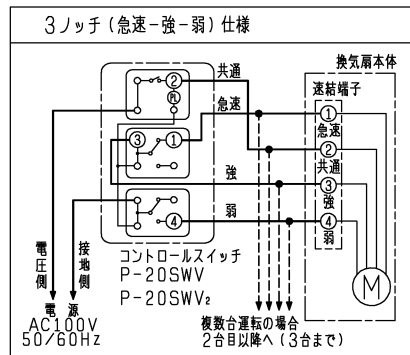 3ノッチ（急速－強－弱）仕様
換気扇本体
速結端子
共通
急速
強
弱
② 
PL
③ ①
④
① 
急速
②
共通
③
強
④
弱
M
電圧側
接地側
電源
AC100V
50/60Hz
コントロールスイッチ
P-20SWV
P-20SWV₂
複数台運転の場合
2台目以降へ（3台まで）